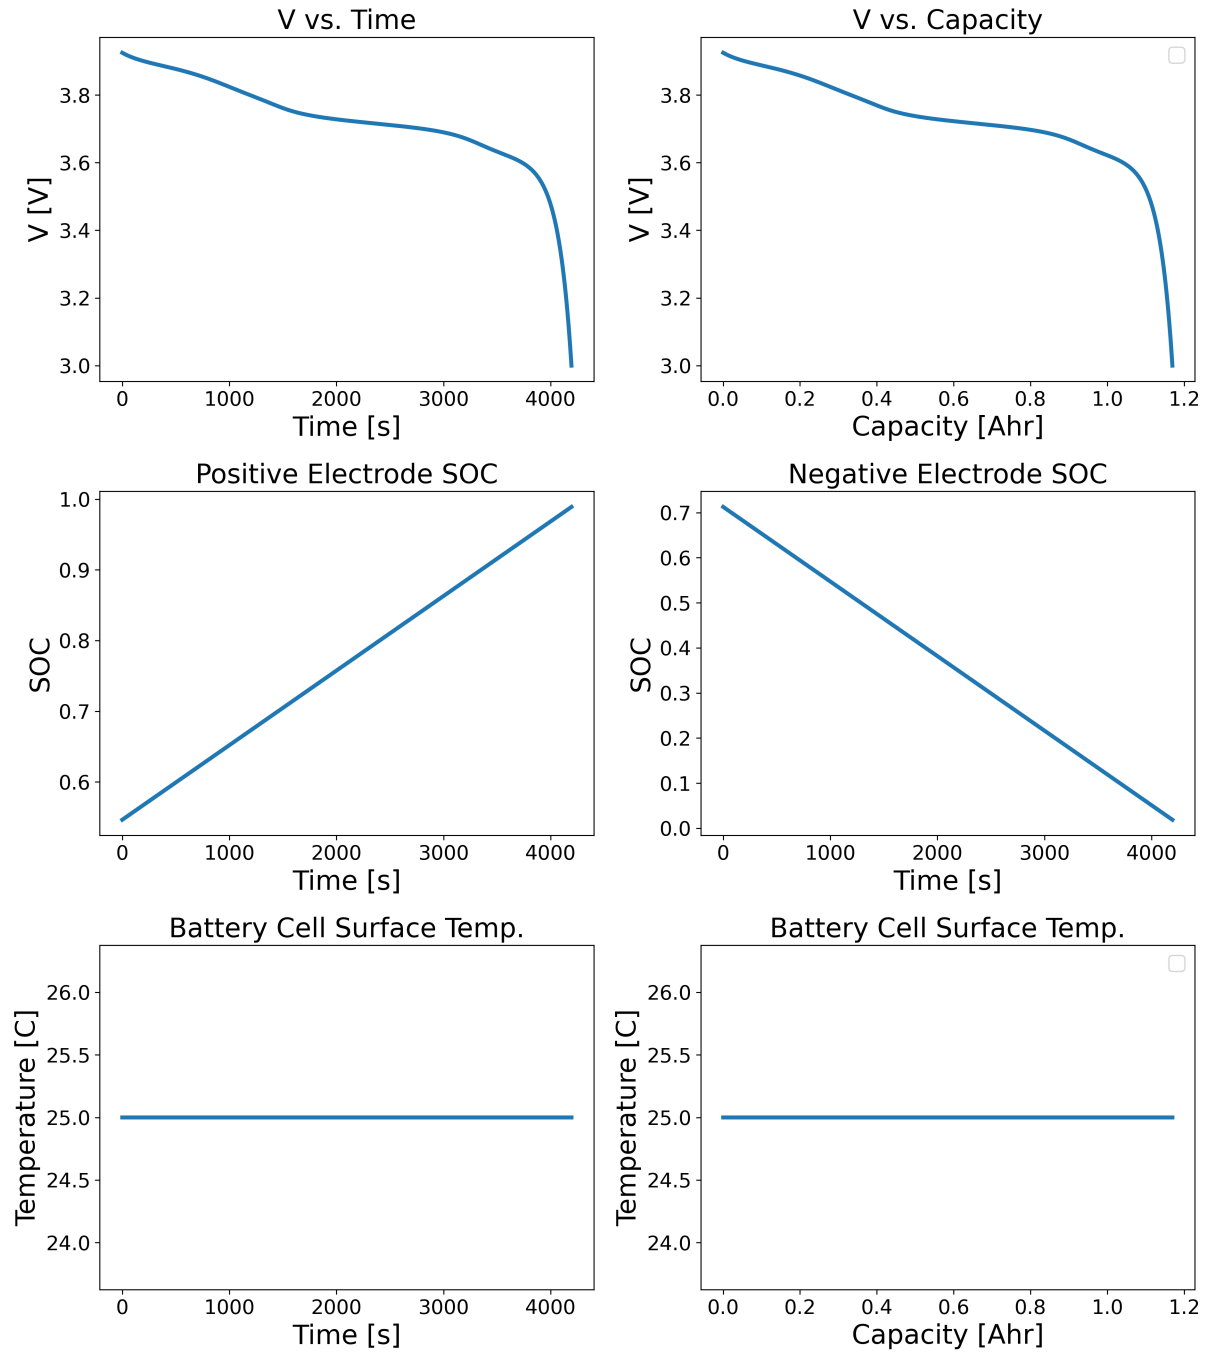 V vs. Time
V [V]
3.8
3.6
3.4
3.2
3.0
0 1000 2000 3000 4000
Time [s]
V vs. Capacity
V [V]
3.8
3.6
3.4
3.2
3.0
0.0 0.2 0.4 0.6 0.8 1.0 1.2
Capacity [Ahr]
Positive Electrode SOC
SOC
1.0
0.9
0.8
0.7
0.6
0 1000 2000 3000 4000
Time [s]
Negative Electrode SOC
SOC
0.7
0.6
0.5
0.4
0.3
0.2
0.1
0.0
0 1000 2000 3000 4000
Time [s]
Battery Cell Surface Temp.
Temperature [C]
26.0
25.5
25.0
24.5
24.0
0 1000 2000 3000 4000
Time [s]
Battery Cell Surface Temp.
Temperature [C]
26.0
25.5
25.0
24.5
24.0
0.0 0.2 0.4 0.6 0.8 1.0 1.2
Capacity [Ahr]